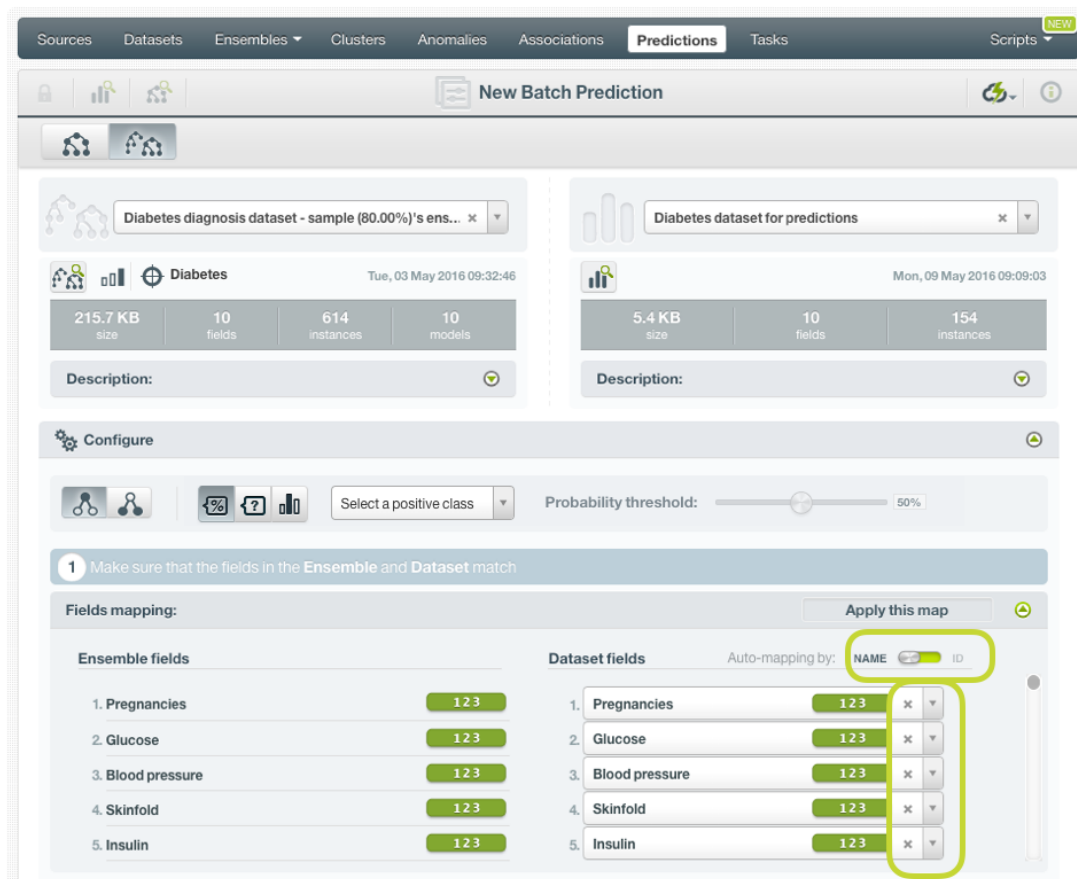 NEW
Sources Datasets Ensembles Clusters Anomalies Associations Predictions Tasks Scripts
New Batch Prediction
Diabetes diagnosis dataset - sample (80.00%)'s ens... Diabetes dataset for predictions
Diabetes Tue, 03 May 2016 09:32:46 Mon, 09 May 2016 09:09:03
215.7 KB 10 614 10 5.4 KB 10 154
size fields instances models size fields instances
Description: Description:
Configure
% ? Select a positive class Probability threshold: 50%
1 Make sure that the fields in the Ensemble and Dataset match
Fields mapping: Apply this map
Ensemble fields Dataset fields Auto-mapping by: NAME ID
1. Pregnancies 123 1. Pregnancies 123
2. Glucose 123 2. Glucose 123
3. Blood pressure 123 3. Blood pressure 123
4. Skinfold 123 4. Skinfold 123
5. Insulin 123 5. Insulin 123